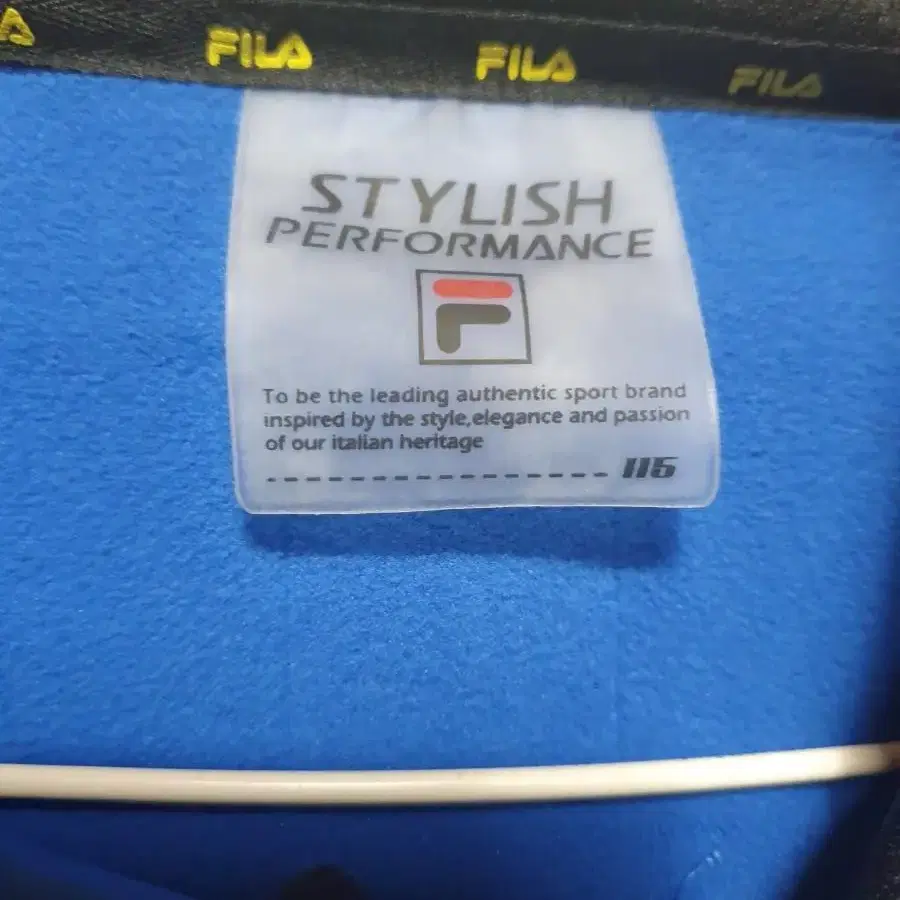 FILA FILA FILA
STYLISH
PERFORMANCE
F
To be the leading authentic sport brand
inspired by the style,elegance and passion
of our italian heritage
115